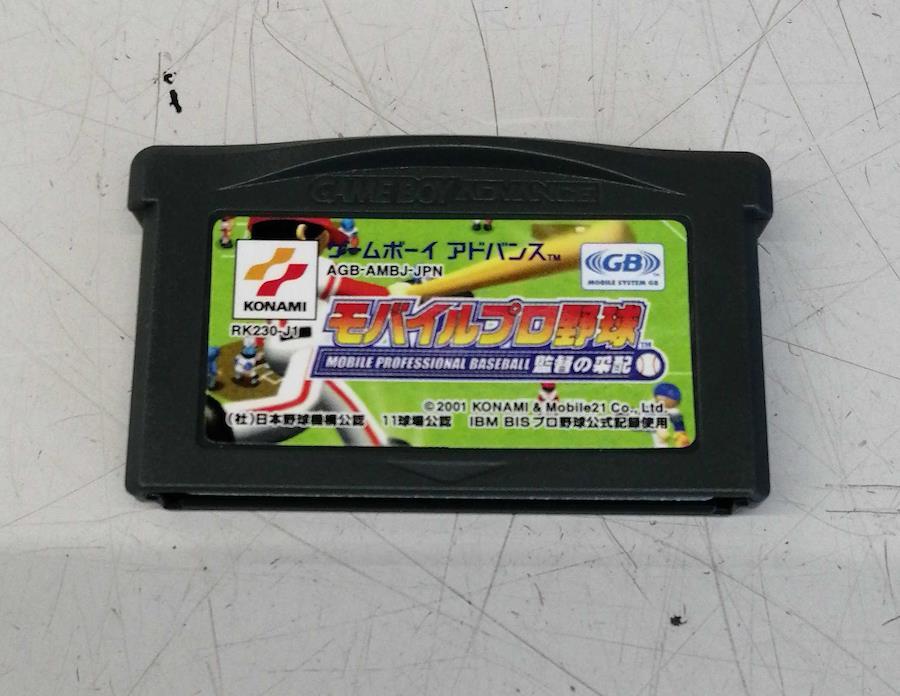 GAME BOY ADVANCE
ゲームボーイ アドバンス™
AGB-AMBJ-JPN
KONAMI
RK230-J1
GB™
MOBILE SYSTEM GB
モバイルプロ野球™
MOBILE PROFESSIONAL BASEBALL 監督の采配
©2001 KONAMI & Mobile21 Co., Ltd.
(社)日本野球機構公認 11球場公認 IBM BISプロ野球公式記録使用